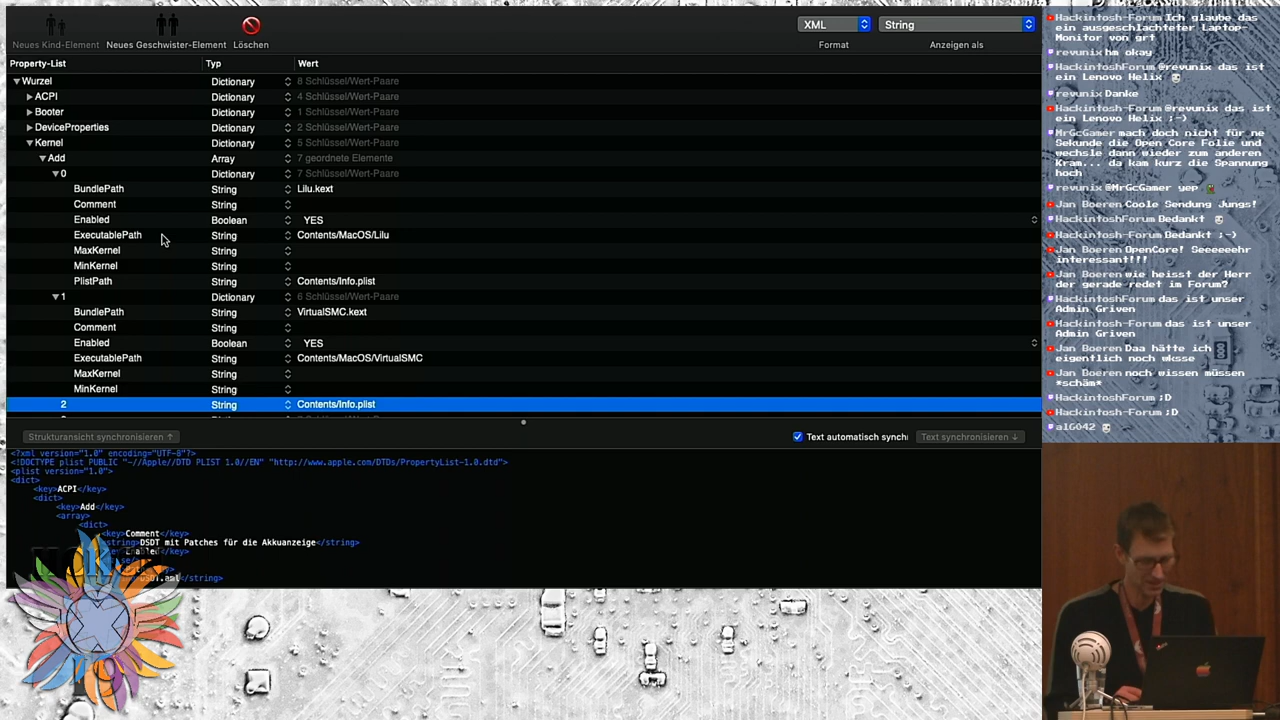 Neues Kind-Element
Neues Geschwister-Element
Löschen
XML
String
Format
Anzeigen als
Property-List
Typ
Wert
Wurzel
Dictionary
8 Schlüssel/Wert-Paare
ACPI
Dictionary
4 Schlüssel/Wert-Paare
Booter
Dictionary
1 Schlüssel/Wert-Paare
DeviceProperties
Dictionary
2 Schlüssel/Wert-Paare
Kernel
Dictionary
5 Schlüssel/Wert-Paare
Add
Array
7 geordnete Elemente
0
Dictionary
7 Schlüssel/Wert-Paare
BundlePath
String
Lilu.kext
Comment
String
Enabled
Boolean
YES
ExecutablePath
String
Contents/MacOS/Lilu
MaxKernel
String
MinKernel
String
PlistPath
String
Contents/Info.plist
1
Dictionary
6 Schlüssel/Wert-Paare
BundlePath
String
VirtualSMC.kext
Comment
String
Enabled
Boolean
YES
ExecutablePath
String
Contents/MacOS/VirtualSMC
MaxKernel
String
MinKernel
String
2
String
Contents/Info.plist
Strukturansicht synchronisieren ↑
Text automatisch synchr
Text synchronisieren ↓
<?xml version="1.0" encoding="UTF-8"?>
<!DOCTYPE plist PUBLIC "-//Apple//DTD PLIST 1.0//EN" "http://www.apple.com/DTDs/PropertyList-1.0.dtd">
<plist version="1.0">
<dict>
<key>ACPI</key>
<dict>
<key>Add</key>
<array>
<dict>
<key>Comment</key>
<string>DSDT mit Patches für die Akkuanzeige</string>
<key>Enabled</key>
DSDT.aml</string>
Hackintosh-Forum Ich glaube das
ein ausgeschlachteter Laptop-
Monitor von grt
revunix hm okay
HackintoshForum @revunix das ist
ein Lenovo Helix
revunix Danke
Hackintosh-Forum @revunix das ist
ein Lenovo Helix ;-)
MrGcGamer mach doch nicht für ne
Sekunde die Open Core Folie und
wechsle dann wieder zum anderen
Kram... da kam kurz die Spannung
hoch
revunix @MrGcGamer yep
Jan Boeren Coole Sendung Jungs!
HackintoshForum Bedankt
Hackintosh-Forum Bedankt ;-)
Jan Boeren OpenCore! Seeeeeehr
interessant!!!
Jan Boeren wie heisst der Herr
der gerade redet im Forum?
HackintoshForum das ist unser
Admin Griven
Hackintosh-Forum das ist unser
Admin Griven
Jan Boeren Daa hätte ich
eigentlich noch wksse
Jan Boeren noch wissen müssen
*schäm*
HackintoshForum ;D
Hackintosh-Forum ;D
al6042